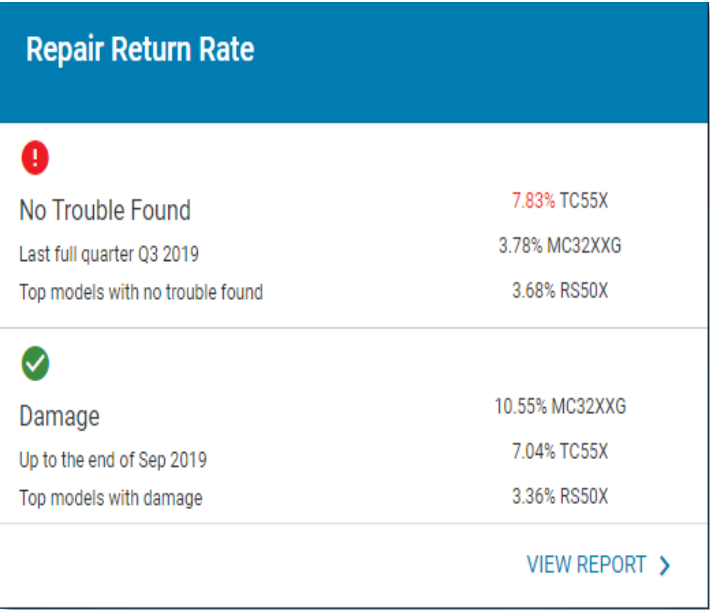 Repair Return Rate
No Trouble Found
Last full quarter Q3 2019
Top models with no trouble found
7.83% TC55X
3.78% MC32XXG
3.68% RS50X
Damage
Up to the end of Sep 2019
Top models with damage
10.55% MC32XXG
7.04% TC55X
3.36% RS50X
VIEW REPORT